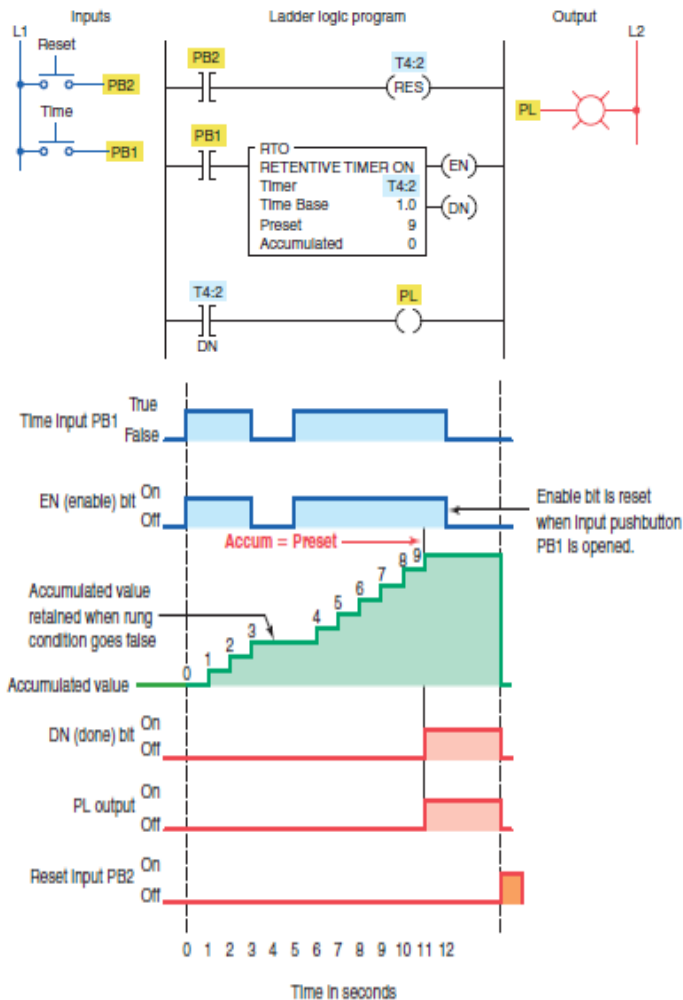 Inputs
Ladder logic program
Output
L1
L2
Reset
PB2
Time
PB1
PB2
T4:2
RES
PL
PB1
RTO
RETENTIVE TIMER ON
Timer T4:2
Time Base 1.0
Preset 9
Accumulated 0
EN
DN
T4:2
DN
PL
Time input PB1
True
False
EN (enable) bit
On
Off
Enable bit is reset
when input pushbutton
PB1 is opened.
Accum = Preset
Accumulated value
retained when rung
condition goes false
0 1 2 3 4 5 6 7 8 9
Accumulated value
DN (done) bit
On
Off
PL output
On
Off
Reset input PB2
On
Off
0 1 2 3 4 5 6 7 8 9 10 11 12
Time in seconds